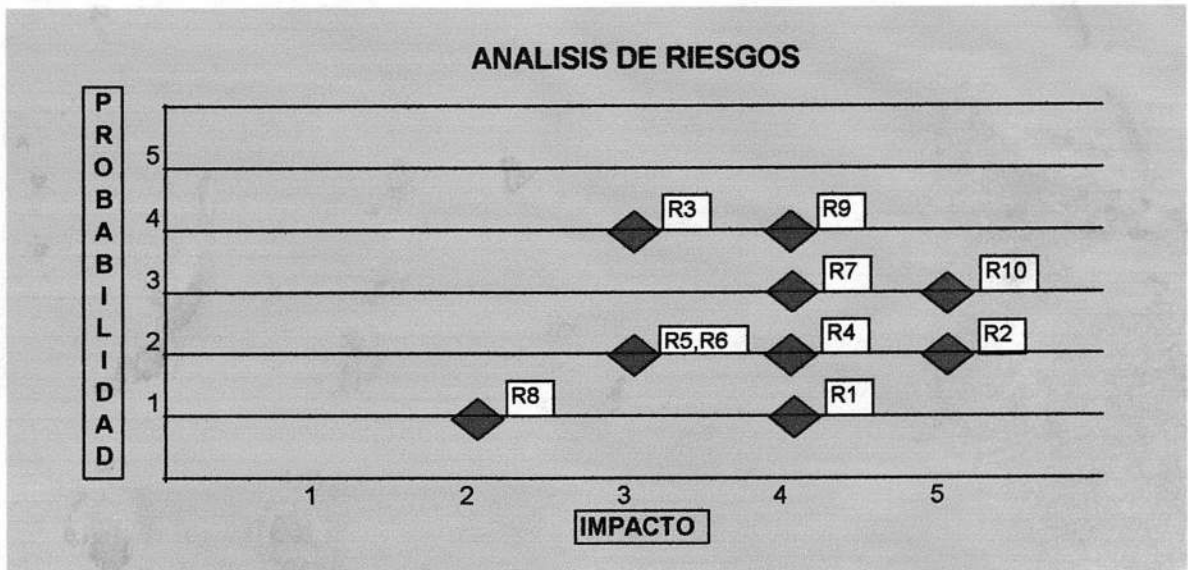 ANALISIS DE RIESGOS
PROBABILIDAD
5
4
3
2
1
R3
R9
R7
R10
R5,R6
R4
R2
R8
R1
1 2 3 4 5
IMPACTO